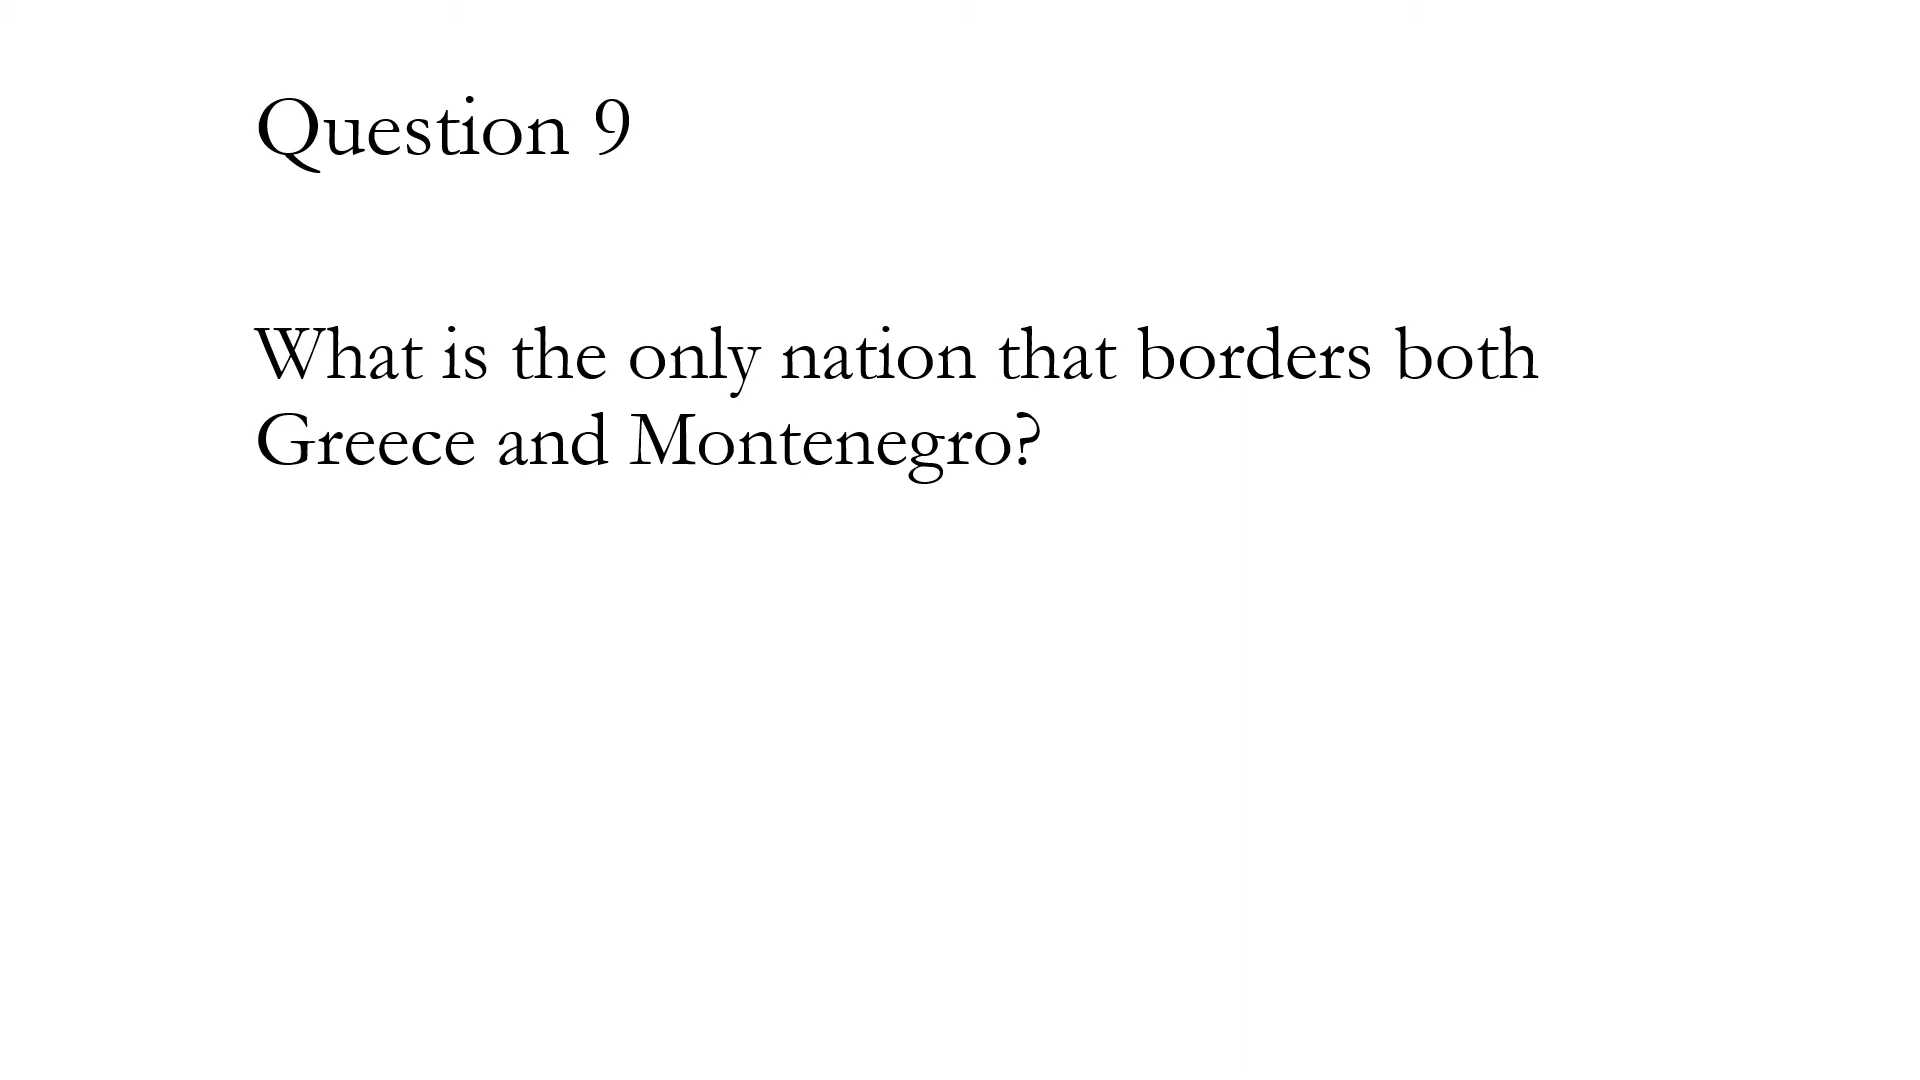 Question 9
What is the only nation that borders both
Greece and Montenegro?